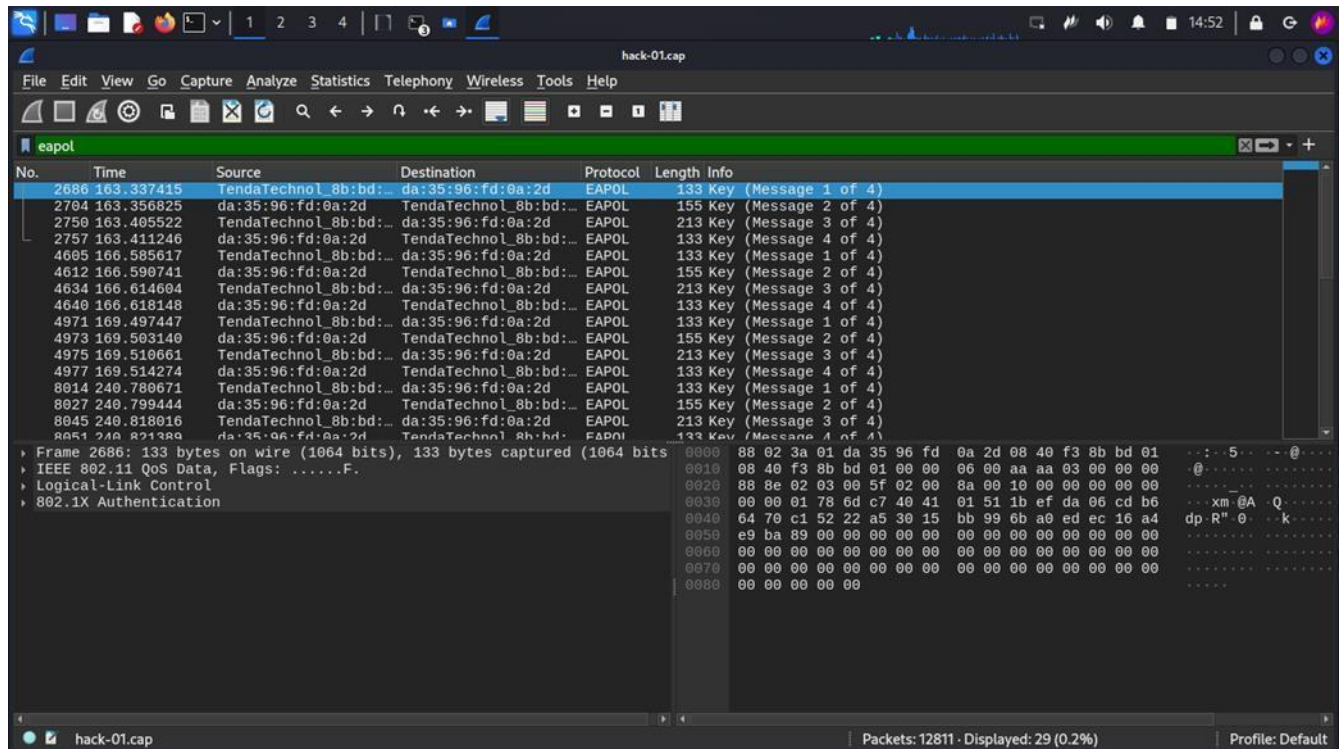 1 2 3 4 14:52
hack-01.cap
File Edit View Go Capture Analyze Statistics Telephony Wireless Tools Help
eapol
No. Time Source Destination Protocol Length Info
2686 163.337415 TendaTechnol_8b:bd:… da:35:96:fd:0a:2d EAPOL 133 Key (Message 1 of 4)
2704 163.356825 da:35:96:fd:0a:2d TendaTechnol_8b:bd:… EAPOL 155 Key (Message 2 of 4)
2750 163.405522 TendaTechnol_8b:bd:… da:35:96:fd:0a:2d EAPOL 213 Key (Message 3 of 4)
2757 163.411246 da:35:96:fd:0a:2d TendaTechnol_8b:bd:… EAPOL 133 Key (Message 4 of 4)
4605 166.585617 TendaTechnol_8b:bd:… da:35:96:fd:0a:2d EAPOL 133 Key (Message 1 of 4)
4612 166.590741 da:35:96:fd:0a:2d TendaTechnol_8b:bd:… EAPOL 155 Key (Message 2 of 4)
4634 166.614604 TendaTechnol_8b:bd:… da:35:96:fd:0a:2d EAPOL 213 Key (Message 3 of 4)
4640 166.618148 da:35:96:fd:0a:2d TendaTechnol_8b:bd:… EAPOL 133 Key (Message 4 of 4)
4971 169.497447 TendaTechnol_8b:bd:… da:35:96:fd:0a:2d EAPOL 133 Key (Message 1 of 4)
4973 169.503140 da:35:96:fd:0a:2d TendaTechnol_8b:bd:… EAPOL 155 Key (Message 2 of 4)
4975 169.510661 TendaTechnol_8b:bd:… da:35:96:fd:0a:2d EAPOL 213 Key (Message 3 of 4)
4977 169.514274 da:35:96:fd:0a:2d TendaTechnol_8b:bd:… EAPOL 133 Key (Message 4 of 4)
8014 240.780671 TendaTechnol_8b:bd:… da:35:96:fd:0a:2d EAPOL 133 Key (Message 1 of 4)
8027 240.799444 da:35:96:fd:0a:2d TendaTechnol_8b:bd:… EAPOL 155 Key (Message 2 of 4)
8045 240.818016 TendaTechnol_8b:bd:… da:35:96:fd:0a:2d EAPOL 213 Key (Message 3 of 4)
8051 240.821389 da:35:96:fd:0a:2d TendaTechnol_8b:bd: EAPOL 133 Key (Message 4 of 4)
Frame 2686: 133 bytes on wire (1064 bits), 133 bytes captured (1064 bits
IEEE 802.11 QoS Data, Flags: ......F.
Logical-Link Control
802.1X Authentication
0000 88 02 3a 01 da 35 96 fd 0a 2d 08 40 f3 8b bd 01 ··:··5·· ·-·@····
0010 08 40 f3 8b bd 01 00 00 06 00 aa aa 03 00 00 00 ·@······ ········
0020 88 8e 02 03 00 5f 02 00 8a 00 10 00 00 00 00 00 ·····_·· ········
0030 00 00 01 78 6d c7 40 41 01 51 1b ef da 06 cd b6 ···xm·@A ·Q······
0040 64 70 c1 52 22 a5 30 15 bb 99 6b a0 ed ec 16 a4 dp·R"·0· ··k·····
0050 e9 ba 89 00 00 00 00 00 00 00 00 00 00 00 00 00 ········ ········
0060 00 00 00 00 00 00 00 00 00 00 00 00 00 00 00 00 ········ ········
0070 00 00 00 00 00 00 00 00 00 00 00 00 00 00 00 00 ········ ········
0080 00 00 00 00 00 ·····
hack-01.cap Packets: 12811 · Displayed: 29 (0.2%) Profile: Default